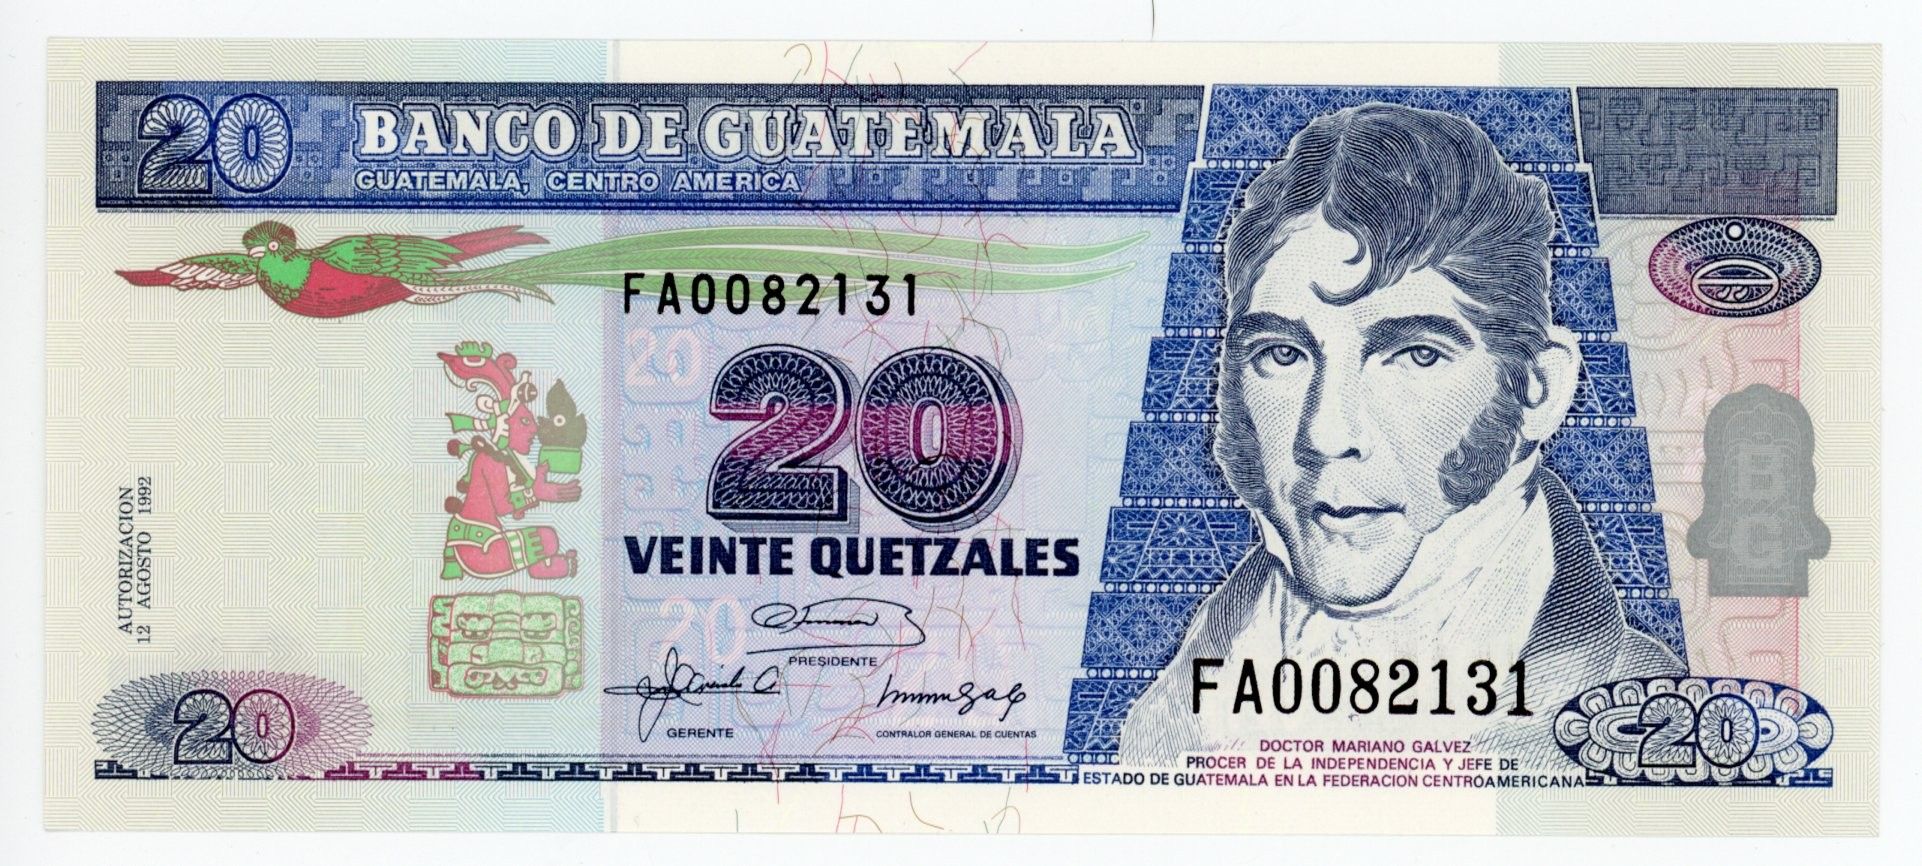 20 BANCO DE GUATEMALA
GUATEMALA, CENTRO AMERICA
FA0082131
20
20
VEINTE QUETZALES
AUTORIZACION
12 AGOSTO 1992
20
PRESIDENTE
GERENTE
CONTRALOR GENERAL DE CUENTAS
B
G
FA0082131
20
20
DOCTOR MARIANO GALVEZ
PROCER DE LA INDEPENDENCIA Y JEFE DE
ESTADO DE GUATEMALA EN LA FEDERACION CENTROAMERICANA